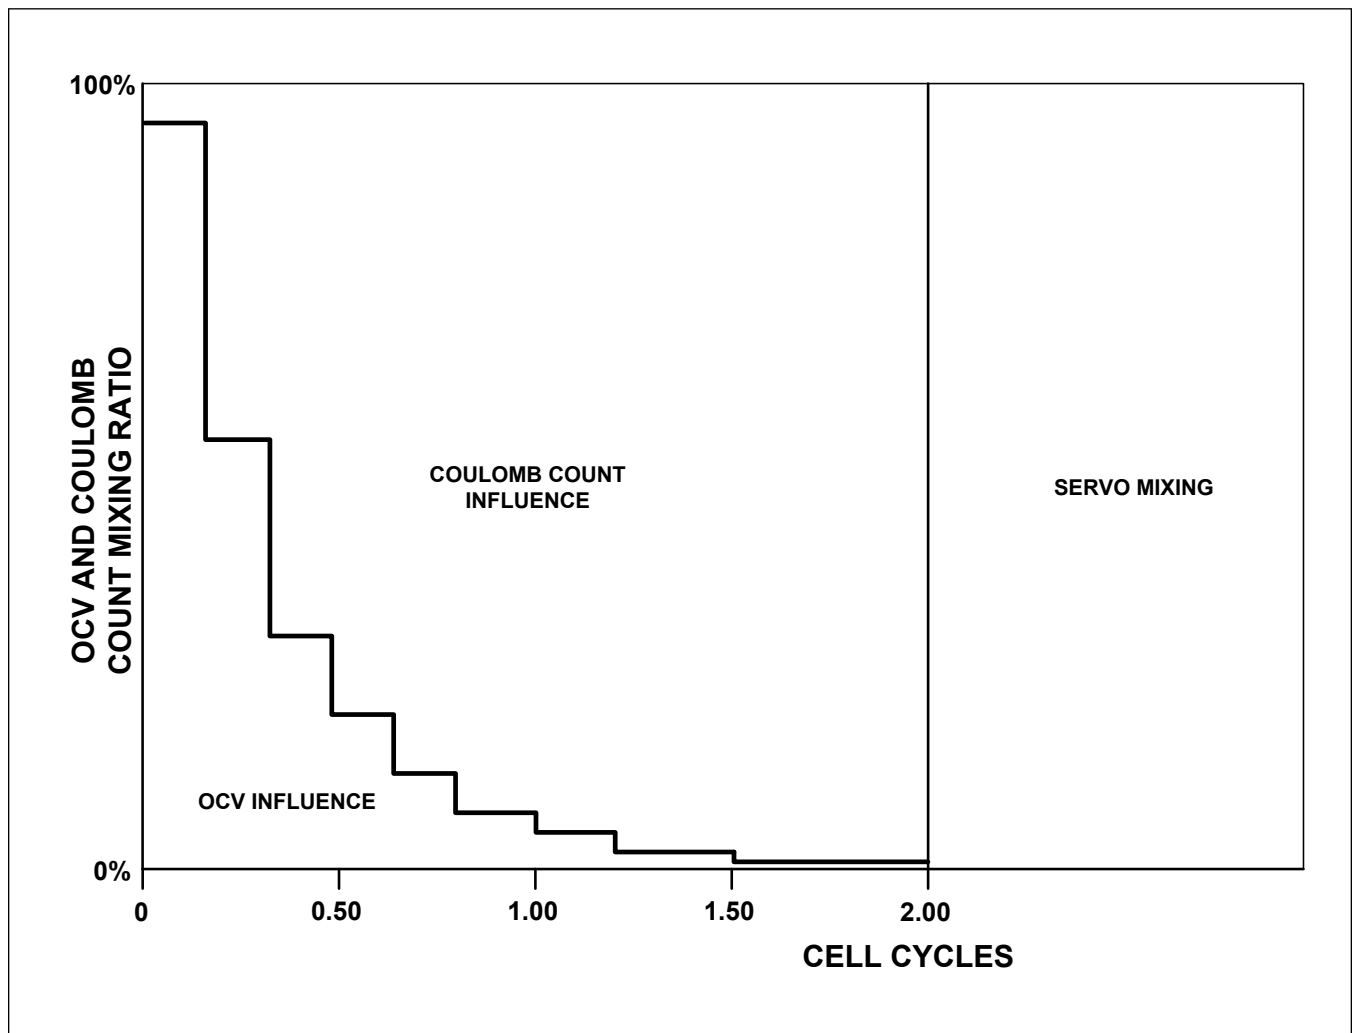 100%
OCV AND COULOMB
COUNT MIXING RATIO
COULOMB COUNT
INFLUENCE
SERVO MIXING
OCV INFLUENCE
0%
0 0.50 1.00 1.50 2.00
CELL CYCLES